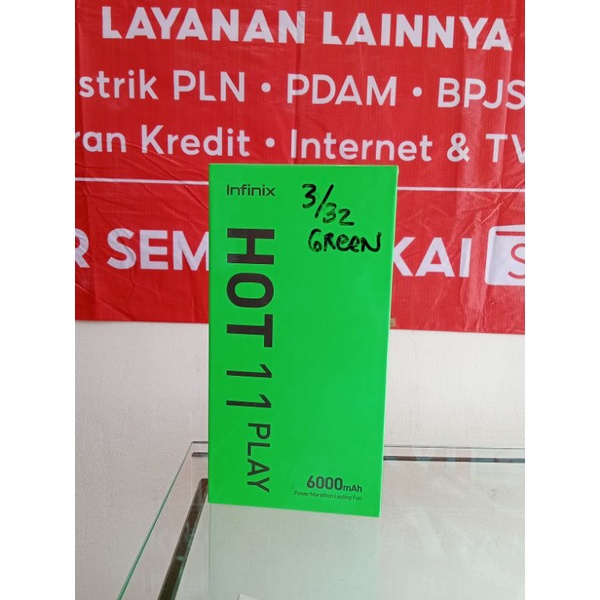 LAYANAN LAINNYA
strik PLN • PDAM • BPJS
ran Kredit • Internet & TV
R SEM KAI S
Infinix
3/32
GREEN
HOT 11 PLAY
6000mAh
Power Marathon Lasting Fun